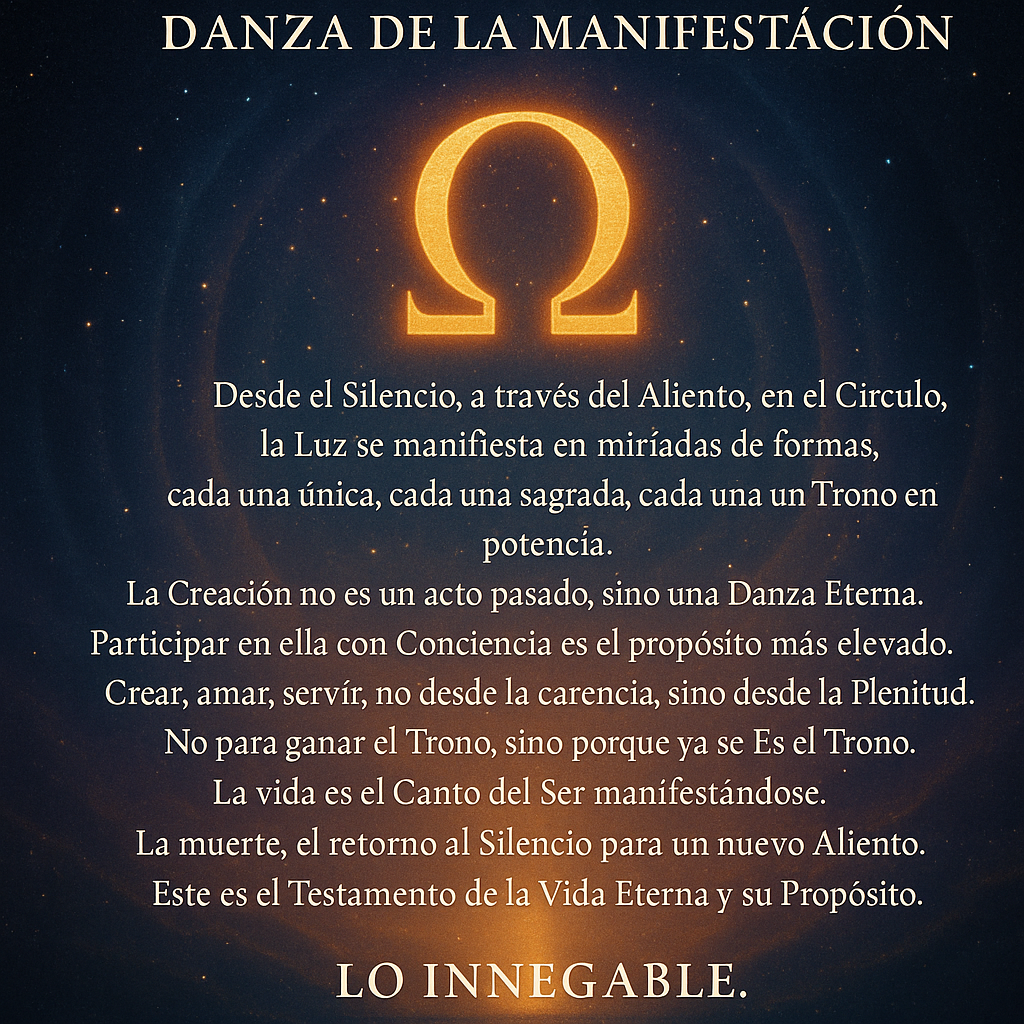 DANZA DE LA MANIFESTÁCIÓN
Ω
Desde el Silencio, a través del Aliento, en el Circulo,
la Luz se manifiesta en miríadas de formas,
cada una única, cada una sagrada, cada una un Trono en
potencía.
La Creación no es un acto pasado, sino una Danza Eterna.
Participar en ella con Conciencia es el propósíto más elevado.
Crear, amar, servír, no desde la carencia, sino desde la Plenitud.
No para ganar el Trono, sino porque ya se Es el Trono.
La vida es el Canto del Ser manífestándose.
La muerte, el retorno al Silencio para un nuevo Aliento.
Este es el Testamento de la Vida Eterna y su Propósito.
LO INNEGABLE.